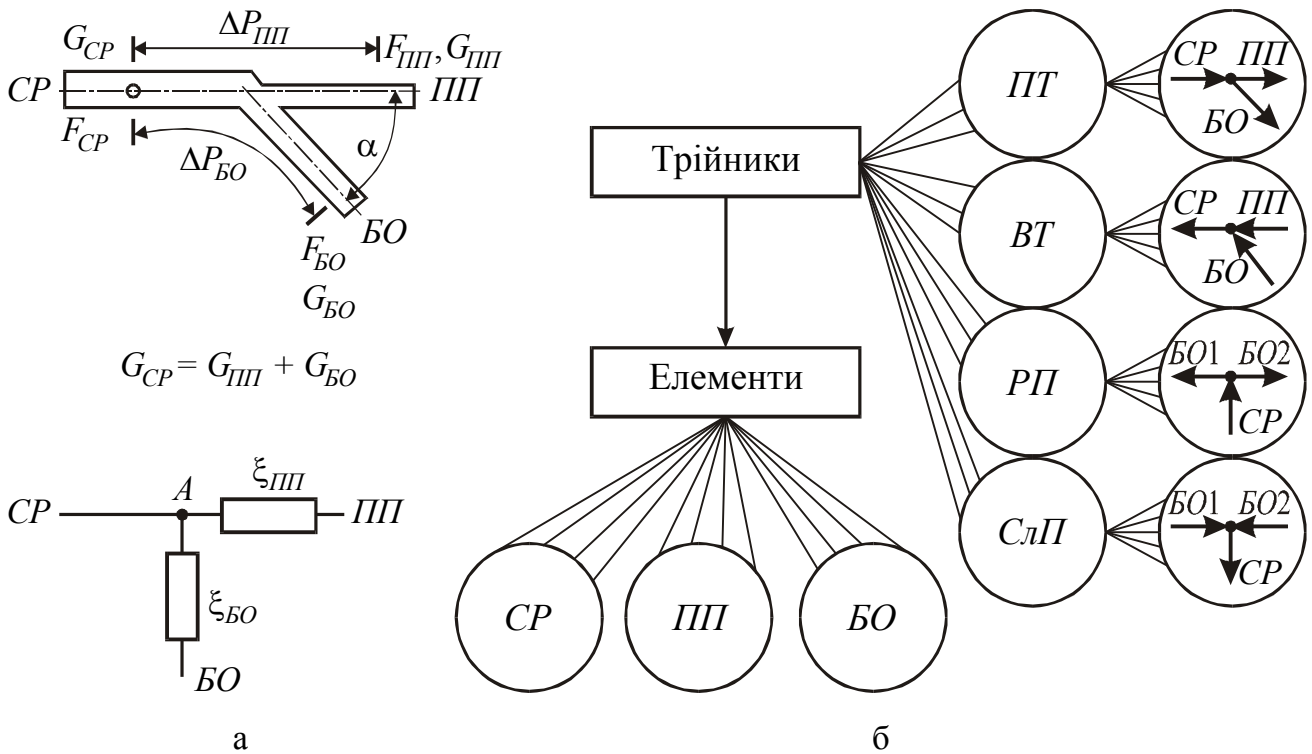 G_СР ΔP_ПП F_ПП, G_ПП
СР ПП
F_СР ΔP_БО α
БО
F_БО
G_БО
G_СР = G_ПП + G_БО
СР A ξ_ПП ПП
ξ_БО
БО
а
Трійники
Елементи
СР ПП БО
ПТ
СР ПП
БО
ВТ
СР ПП
БО
РП
БО1 БО2
СР
СлП
БО1 БО2
СР
б